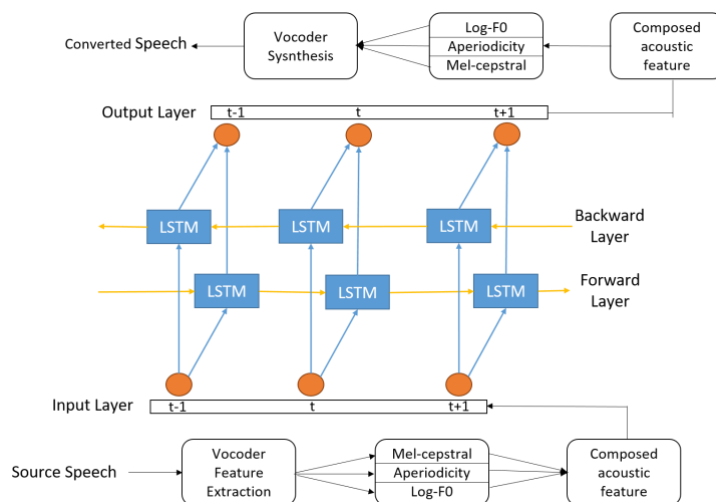 Converted Speech
Vocoder
Sysnthesis
Log-F0
Aperiodicity
Mel-cepstral
Composed
acoustic
feature
Output Layer
t-1 t t+1
LSTM LSTM LSTM
Backward
Layer
LSTM LSTM LSTM
Forward
Layer
Input Layer
t-1 t t+1
Source Speech
Vocoder
Feature
Extraction
Mel-cepstral
Aperiodicity
Log-F0
Composed
acoustic
feature